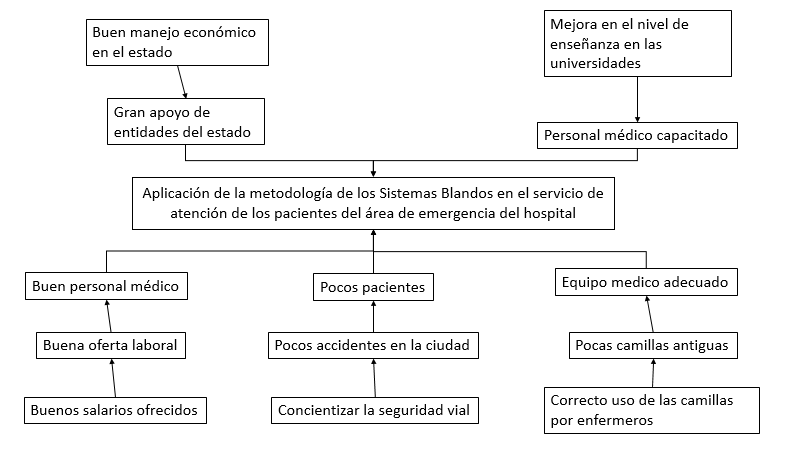 Buen manejo económico
en el estado
Mejora en el nivel de
enseñanza en las
universidades
Gran apoyo de
entidades del estado
Personal médico capacitado
Aplicación de la metodología de los Sistemas Blandos en el servicio de
atención de los pacientes del área de emergencia del hospital
Buen personal médico
Pocos pacientes
Equipo medico adecuado
Buena oferta laboral
Pocos accidentes en la ciudad
Pocas camillas antiguas
Buenos salarios ofrecidos
Concientizar la seguridad vial
Correcto uso de las camillas
por enfermeros